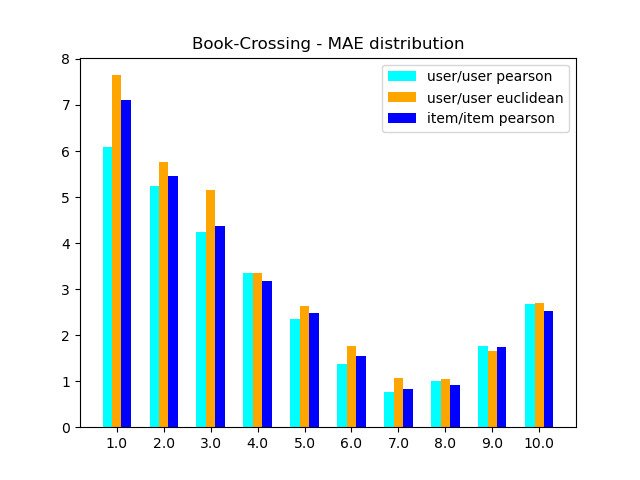 Book-Crossing - MAE distribution
user/user pearson
user/user euclidean
item/item pearson
8
7
6
5
4
3
2
1
0
1.0 2.0 3.0 4.0 5.0 6.0 7.0 8.0 9.0 10.0